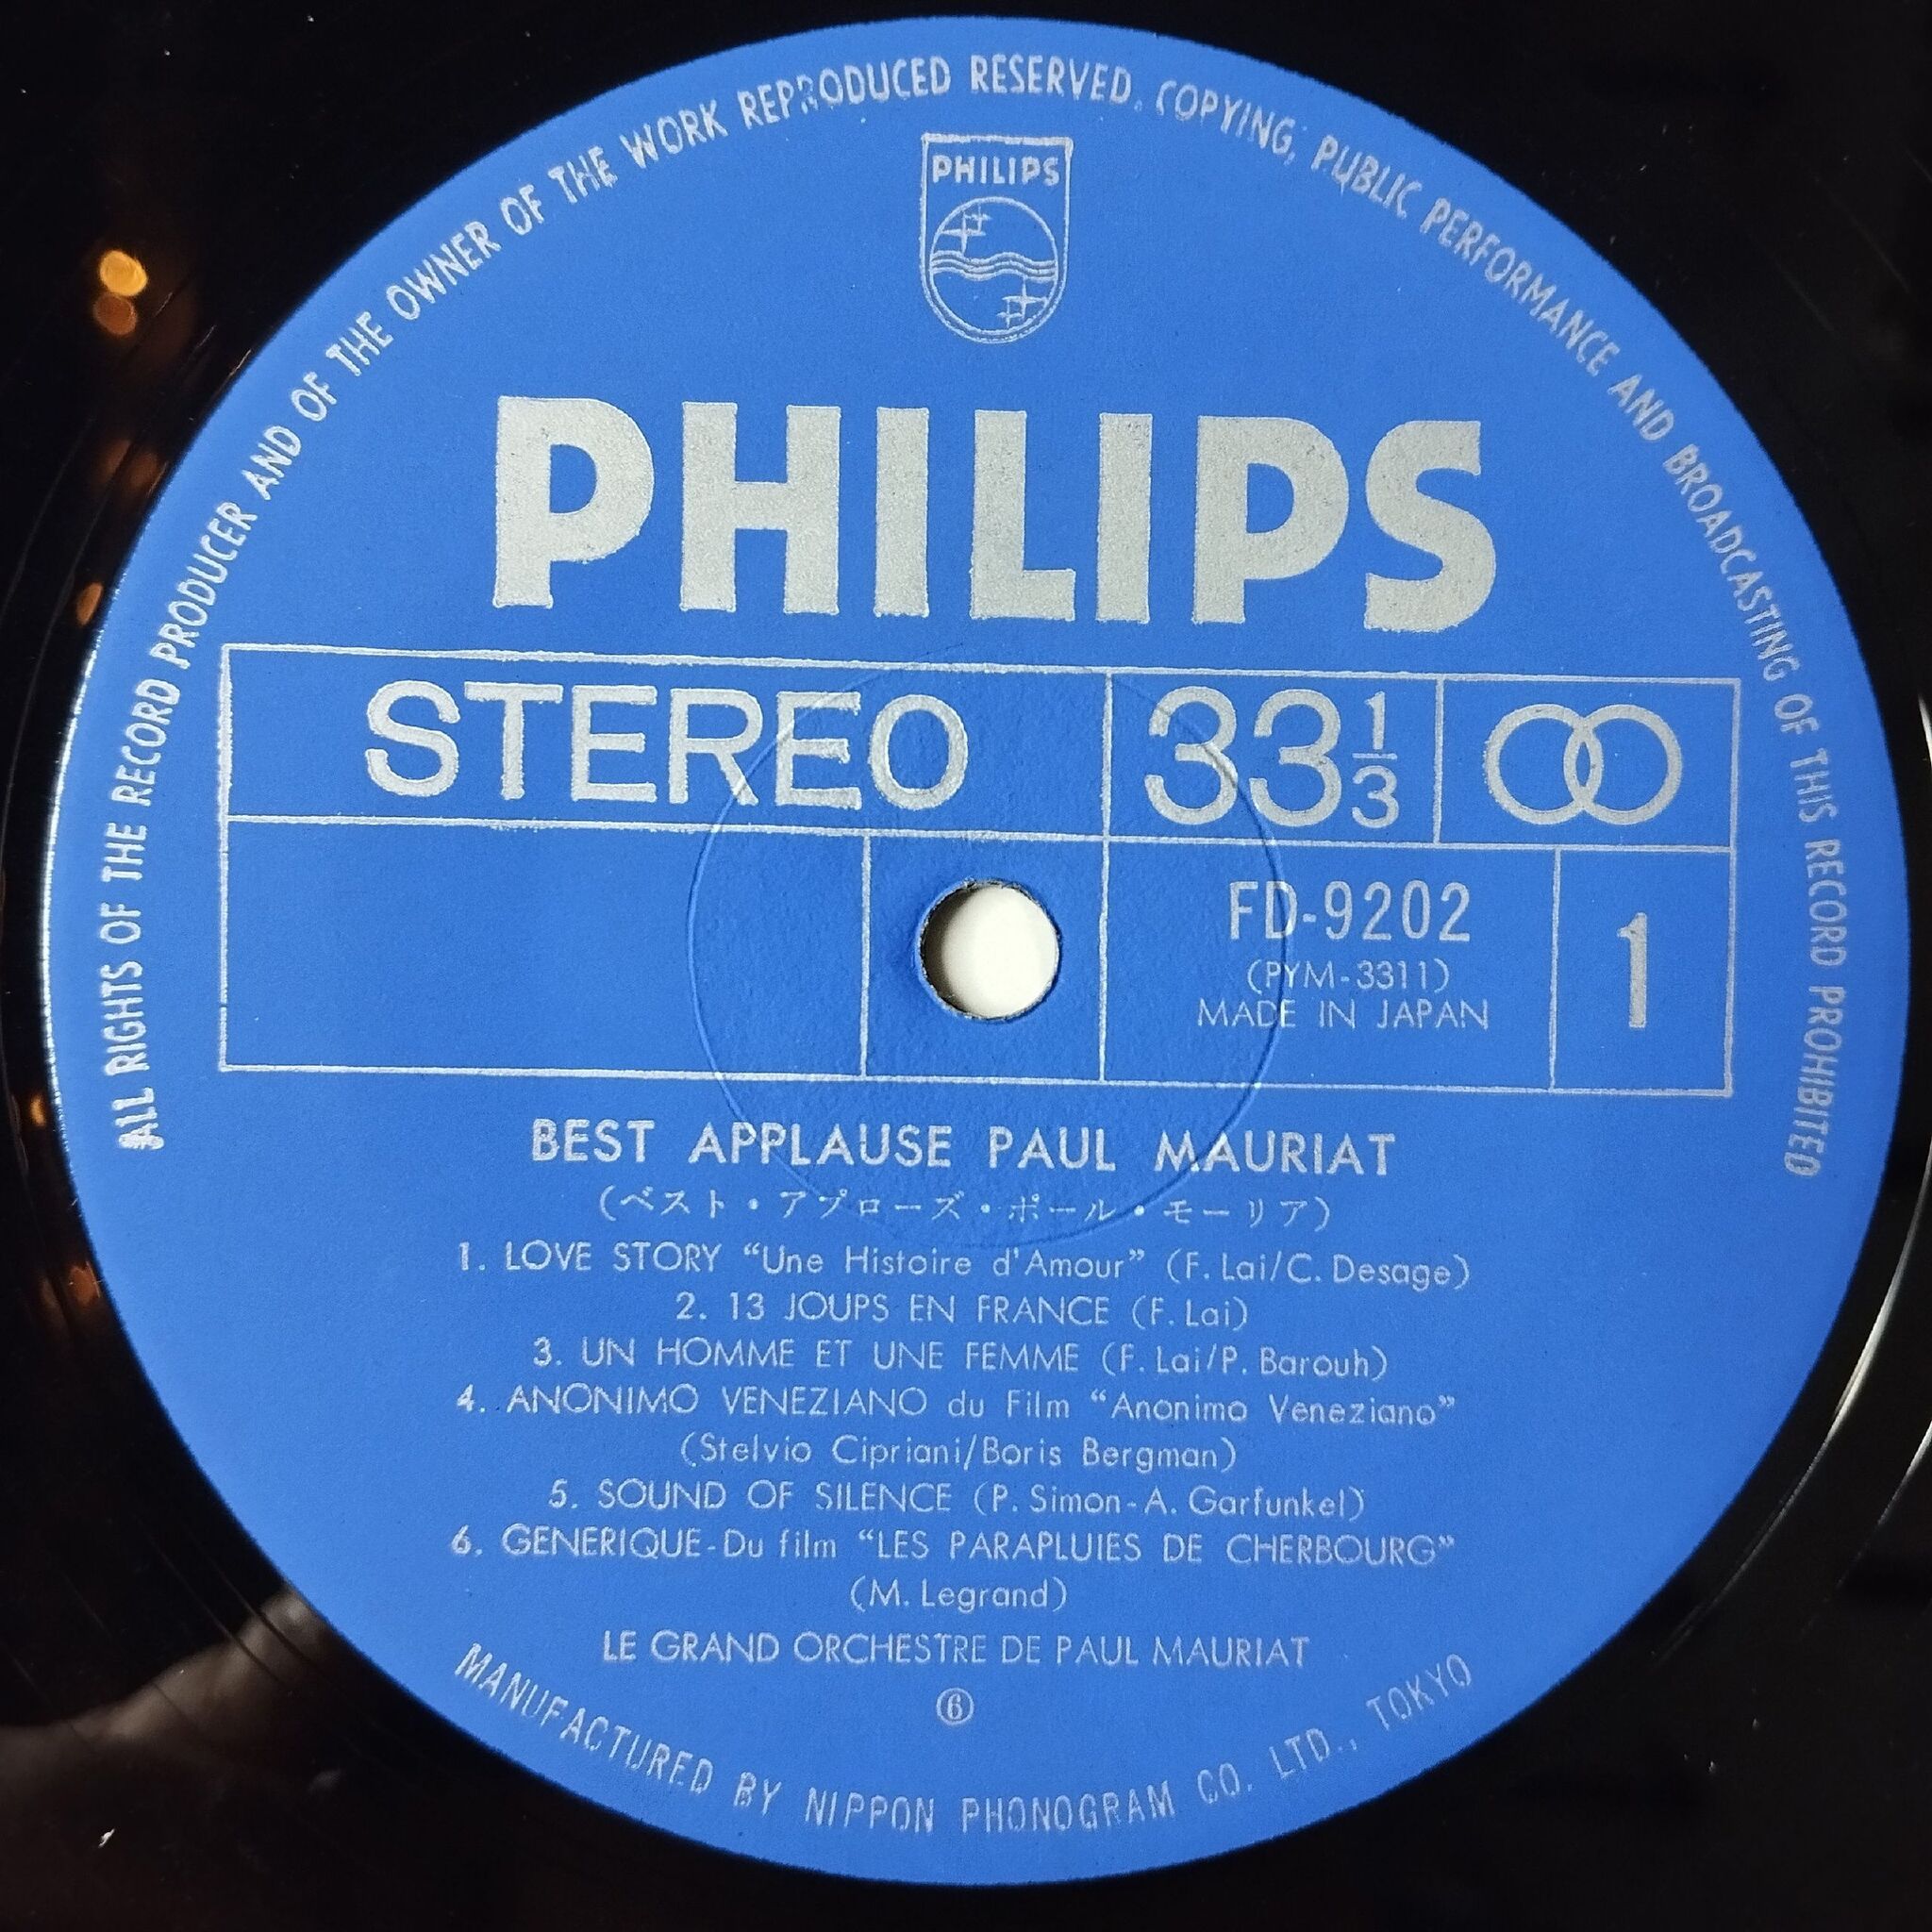 ALL RIGHTS OF THE RECORD PRODUCER AND OF THE OWNER OF THE WORK REPRODUCED RESERVED. COPYING, PUBLIC PERFORMANCE AND BROADCASTING OF THIS RECORD PROHIBITED
PHILIPS
PHILIPS
STEREO 33 1/3
FD-9202
(PYM-3311)
MADE IN JAPAN
1
BEST APPLAUSE PAUL MAURIAT
(ベスト・アプローズ・ポール・モーリア)
1. LOVE STORY “Une Histoire d'Amour” (F. Lai/C. Desage)
2. 13 JOUPS EN FRANCE (F. Lai)
3. UN HOMME ET UNE FEMME (F. Lai/P. Barouh)
4. ANONIMO VENEZIANO du Film “Anonimo Veneziano”
(Stelvio Cipriani/Boris Bergman)
5. SOUND OF SILENCE (P. Simon-A. Garfunkel)
6. GENERIQUE-Du film “LES PARAPLUIES DE CHERBOURG”
(M. Legrand)
LE GRAND ORCHESTRE DE PAUL MAURIAT
⑥
MANUFACTURED BY NIPPON PHONOGRAM CO. LTD., TOKYO